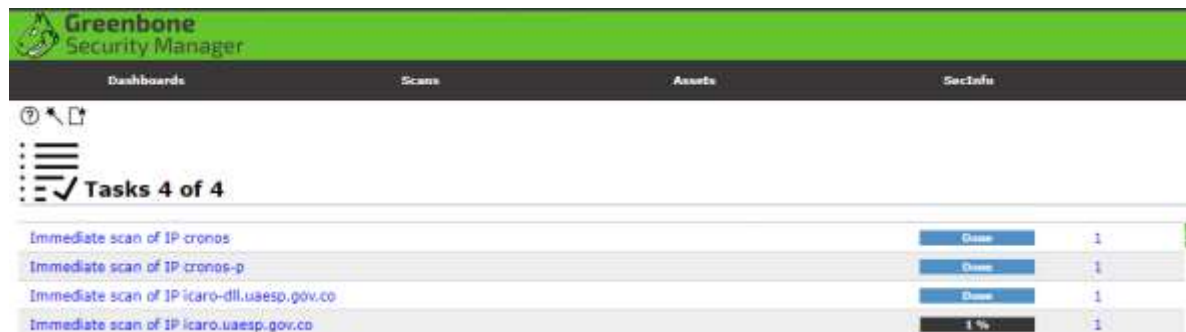 Greenbone
Security Manager
Dashboards Scans Assets SecInfo
Tasks 4 of 4
Immediate scan of IP cronos Done 1
Immediate scan of IP cronos-p Done 1
Immediate scan of IP icaro-dll.uaesp.gov.co Done 1
Immediate scan of IP icaro.uaesp.gov.co 1 % 1